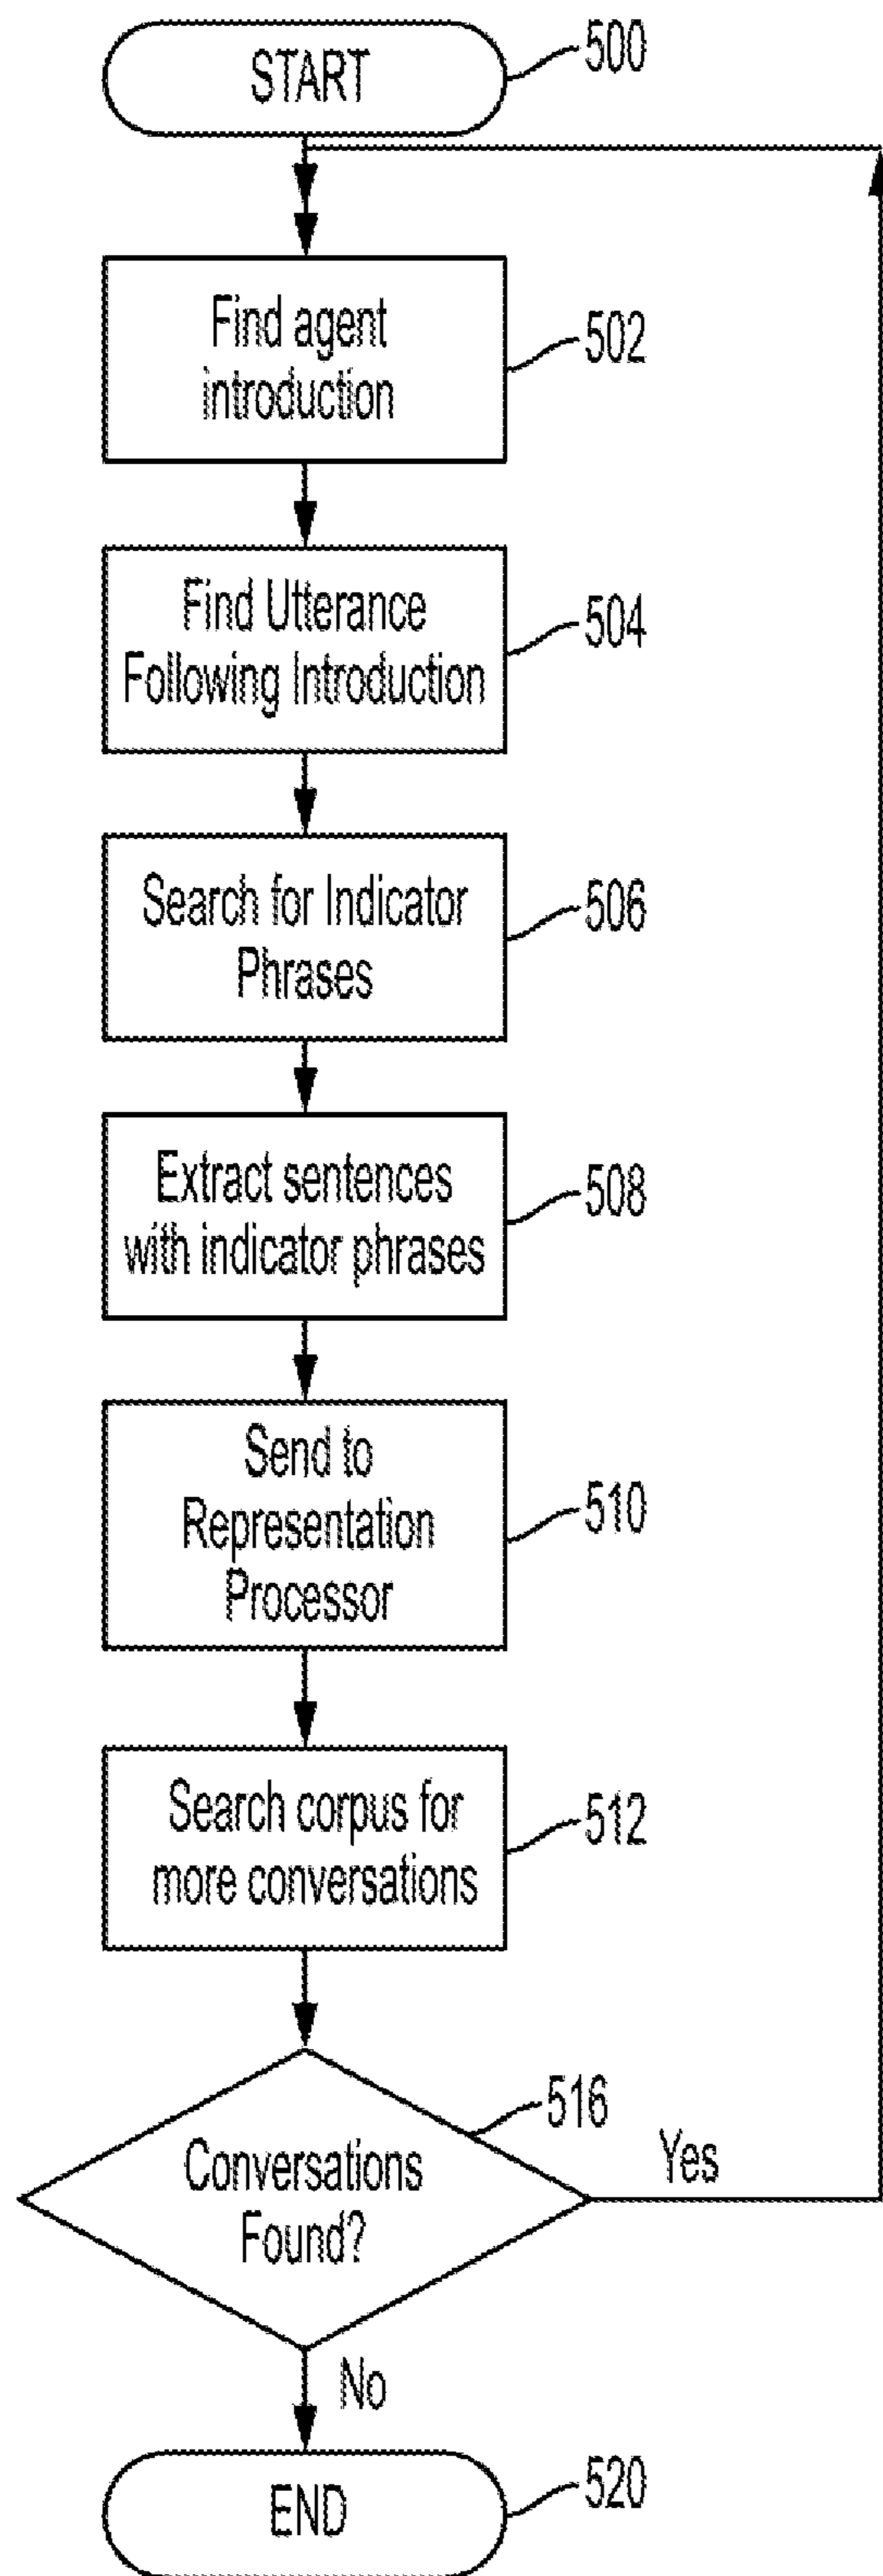 START
500
Find agent
introduction
502
Find Utterance
Following Introduction
504
Search for Indicator
Phrases
506
Extract sentences
with indicator phrases
508
Send to
Representation
Processor
510
Search corpus for
more conversations
512
516
Conversations
Found?
Yes
No
END
520